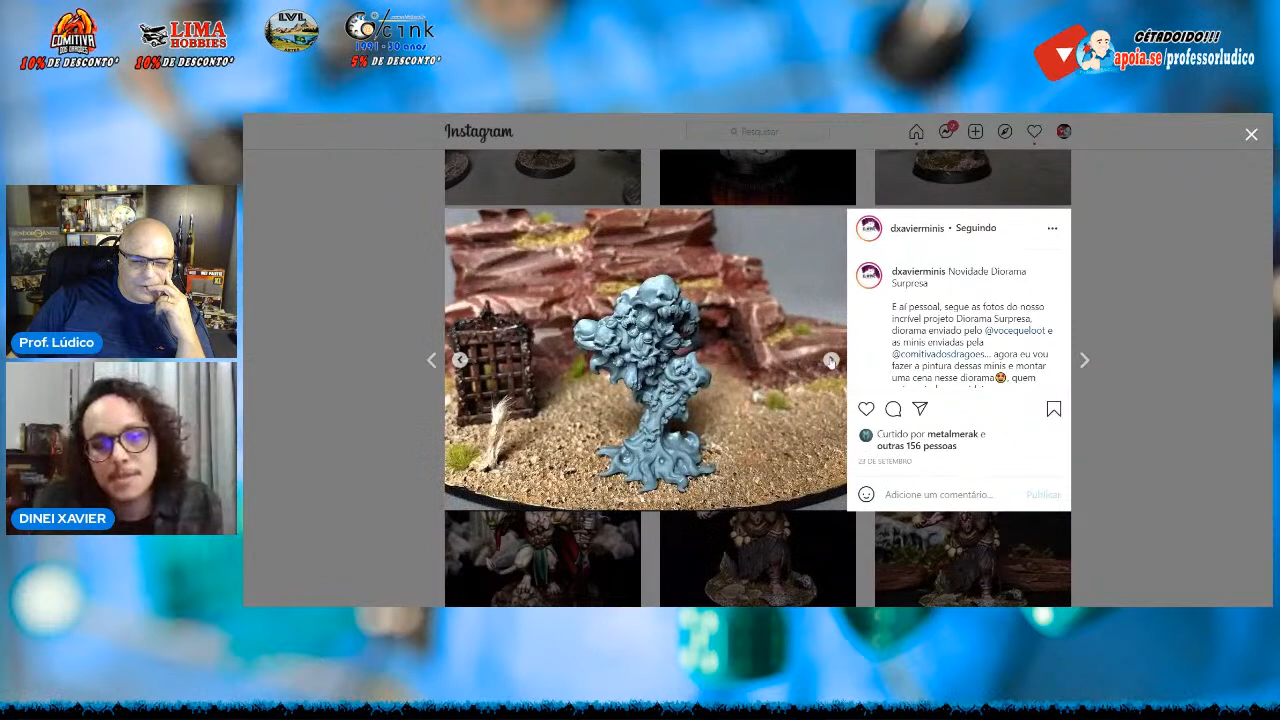 COMITIVA
DOS DRAGÕES
10% DE DESCONTO*
LIMA
HOBBIES
10% DE DESCONTO*
LVL
1991 - 30 anos
5% DE DESCONTO*
GÊTADOIDO!!!
apoia.se/professorludico
Instagram
Pesquisar
dxavierminis • Seguindo
dxavierminis Novidade Diorama
Surpresa
E aí pessoal, segue as fotos do nosso
incrível projeto Diorama Surpresa,
diorama enviado pelo @vocequeloot e
as minis enviadas pela
@comitivadosdragoes... agora eu vou
fazer a pintura dessas minis e montar
uma cena nesse diorama🤩, quem
Curtido por metalmerak e
outras 156 pessoas
23 DE SETEMBRO
Adicione um comentário...
Publicar
Prof. Lúdico
DINEI XAVIER